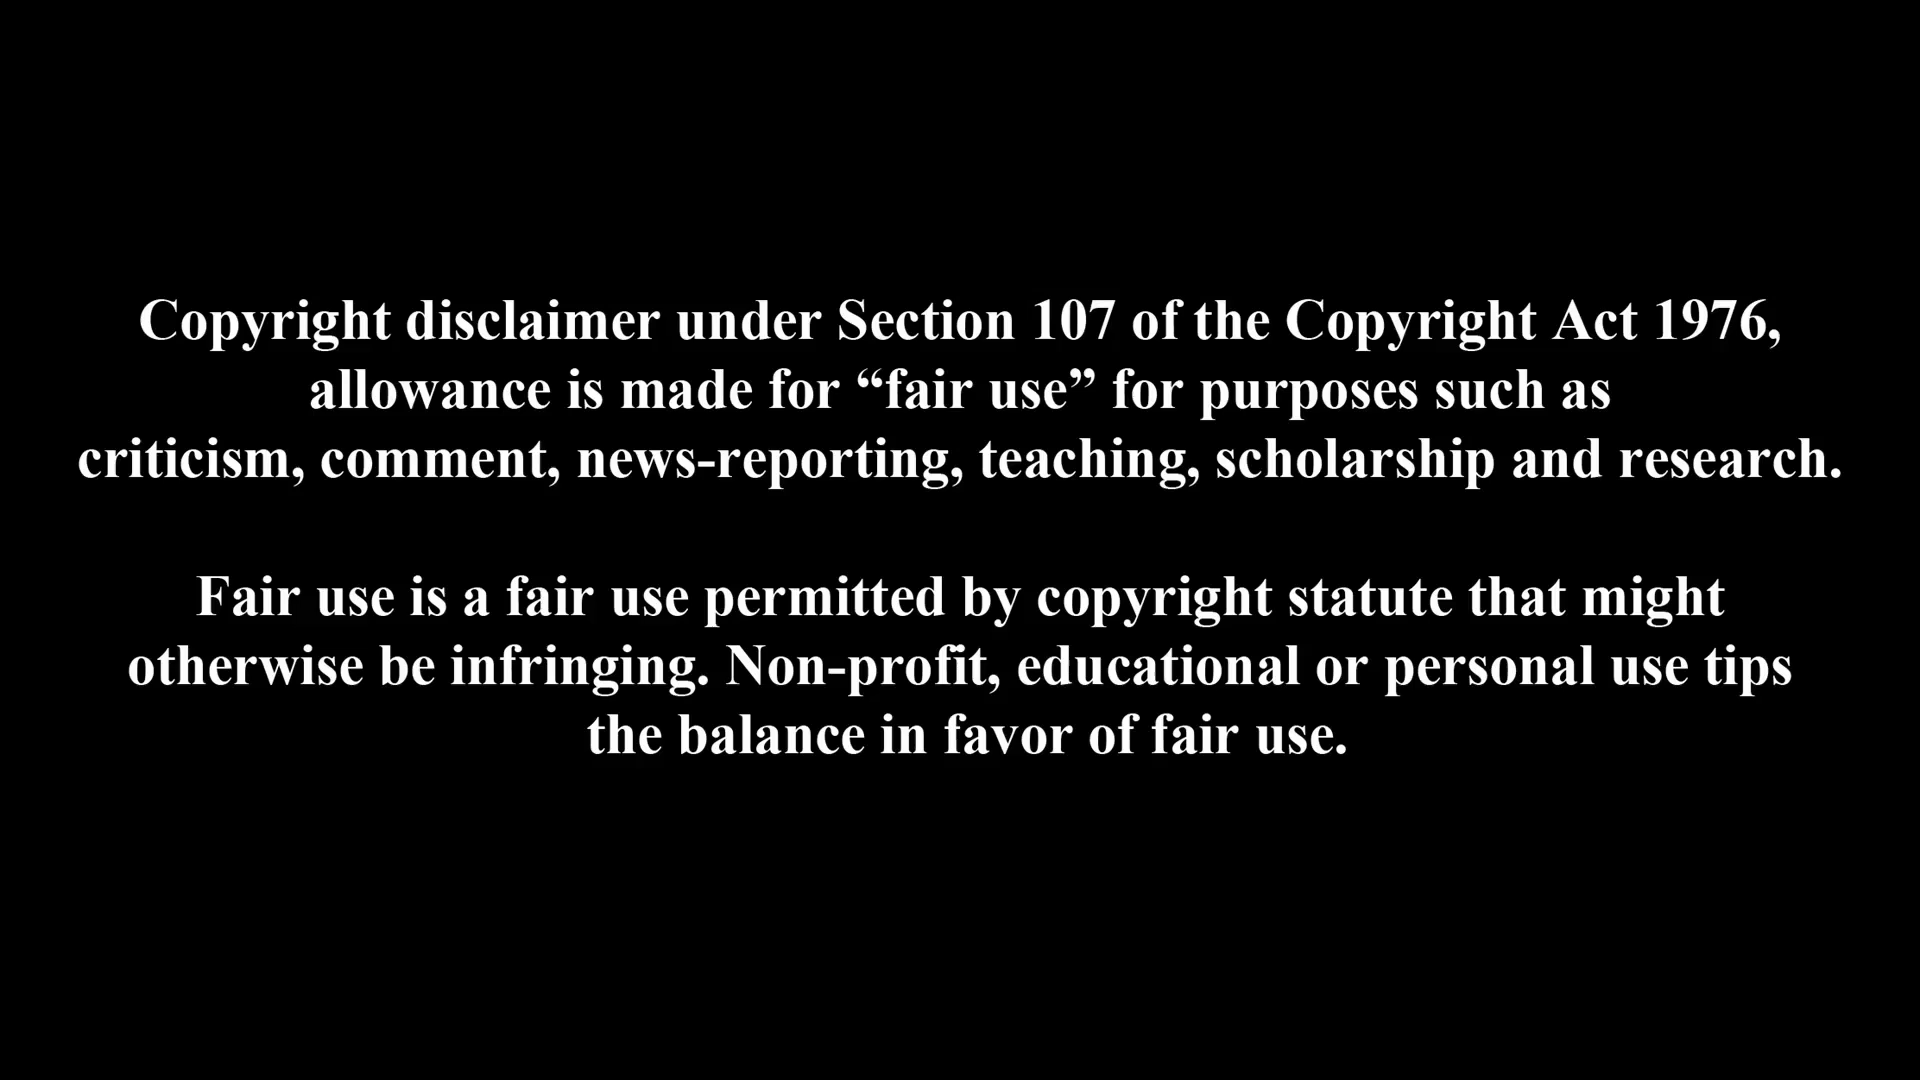 Copyright disclaimer under Section 107 of the Copyright Act 1976,
allowance is made for “fair use” for purposes such as
criticism, comment, news-reporting, teaching, scholarship and research.
Fair use is a fair use permitted by copyright statute that might
otherwise be infringing. Non-profit, educational or personal use tips
the balance in favor of fair use.